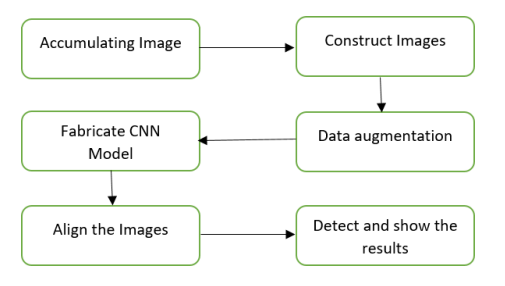 Accumulating Image
Construct Images
Data augmentation
Fabricate CNN
Model
Align the Images
Detect and show the
results